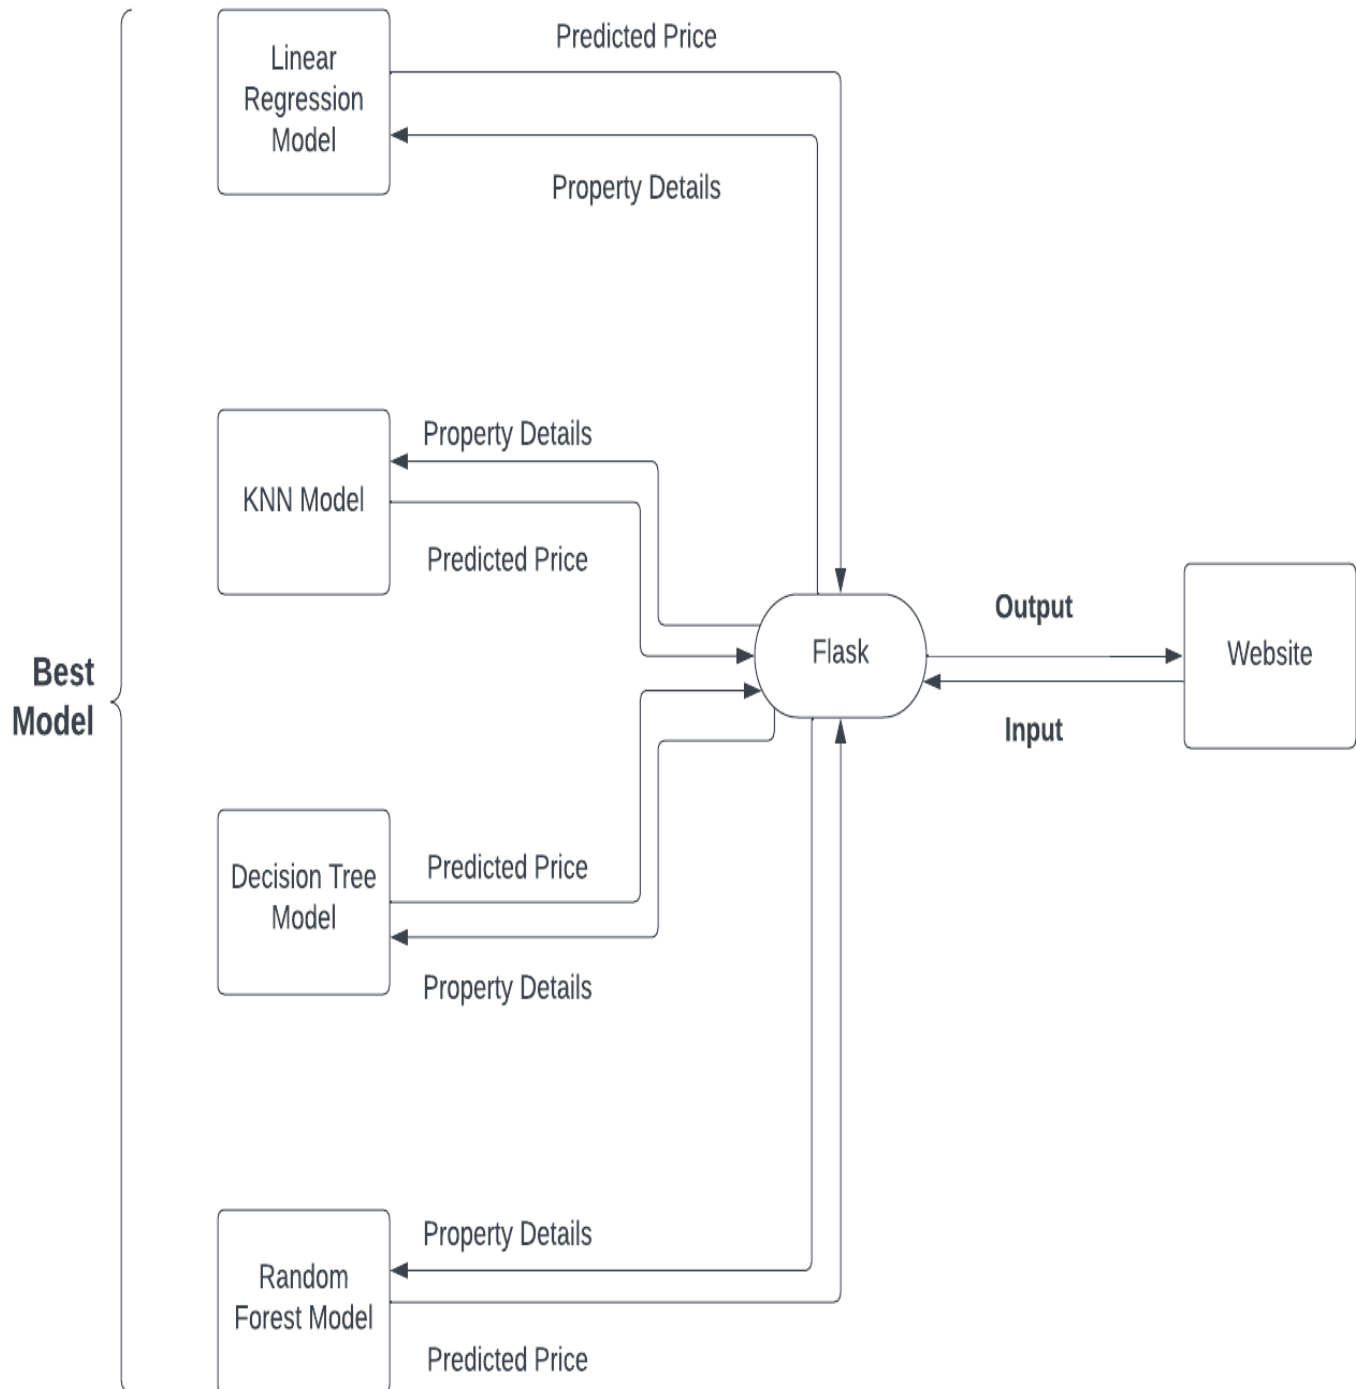 Linear
Regression
Model
Predicted Price
Property Details
KNN Model
Property Details
Predicted Price
Best
Model
Flask
Output
Input
Website
Decision Tree
Model
Predicted Price
Property Details
Random
Forest Model
Property Details
Predicted Price